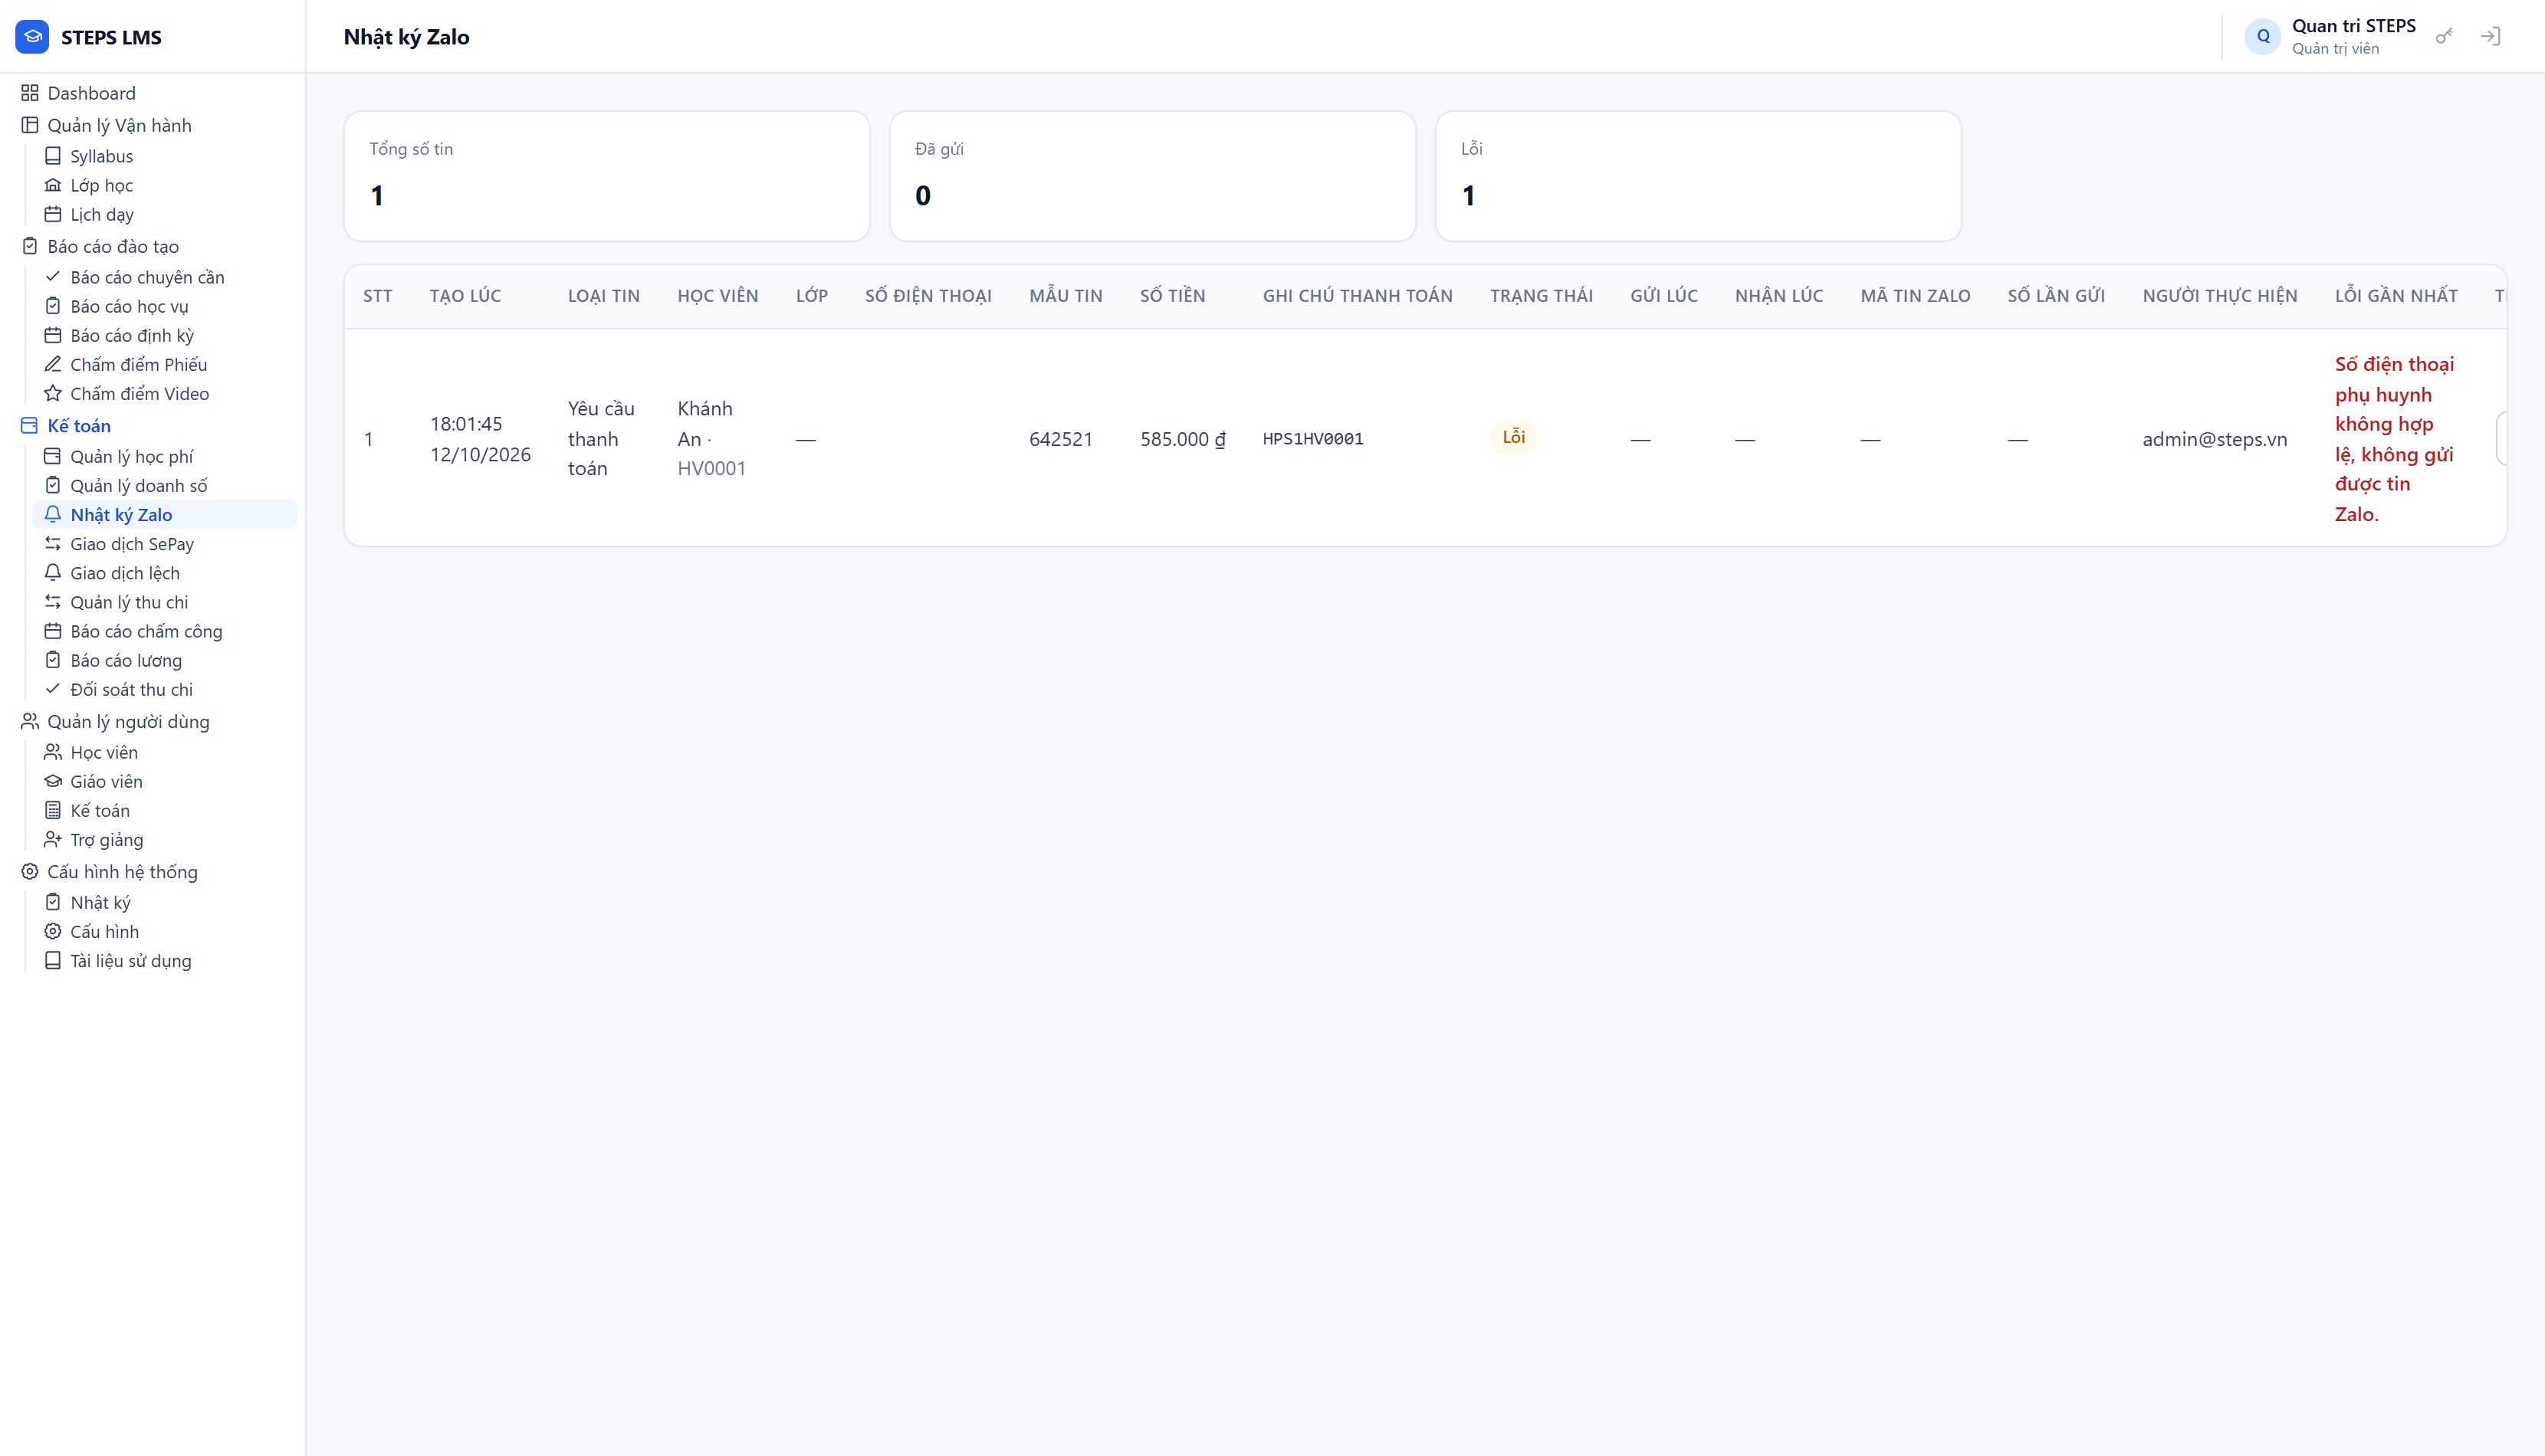 STEPS LMS
Nhật ký Zalo
Q
Quan tri STEPS
Quản trị viên
Dashboard
Quản lý Vận hành
Syllabus
Lớp học
Lịch dạy
Báo cáo đào tạo
Báo cáo chuyên cần
Báo cáo học vụ
Báo cáo định kỳ
Chấm điểm Phiếu
Chấm điểm Video
Kế toán
Quản lý học phí
Quản lý doanh số
Nhật ký Zalo
Giao dịch SePay
Giao dịch lệch
Quản lý thu chi
Báo cáo chấm công
Báo cáo lương
Đối soát thu chi
Quản lý người dùng
Học viên
Giáo viên
Kế toán
Trợ giảng
Cấu hình hệ thống
Nhật ký
Cấu hình
Tài liệu sử dụng
Tổng số tin
1
Đã gửi
0
Lỗi
1
STT TẠO LÚC LOẠI TIN HỌC VIÊN LỚP SỐ ĐIỆN THOẠI MẪU TIN SỐ TIỀN GHI CHÚ THANH TOÁN TRẠNG THÁI GỬI LÚC NHẬN LÚC MÃ TIN ZALO SỐ LẦN GỬI NGƯỜI THỰC HIỆN LỖI GẦN NHẤT
1
18:01:45
12/10/2026
Yêu cầu
thanh
toán
Khánh
An ·
HV0001
—
642521
585.000 ₫
HPS1HV0001
Lỗi
—
—
—
—
admin@steps.vn
Số điện thoại
phụ huynh
không hợp
lệ, không gửi
được tin
Zalo.